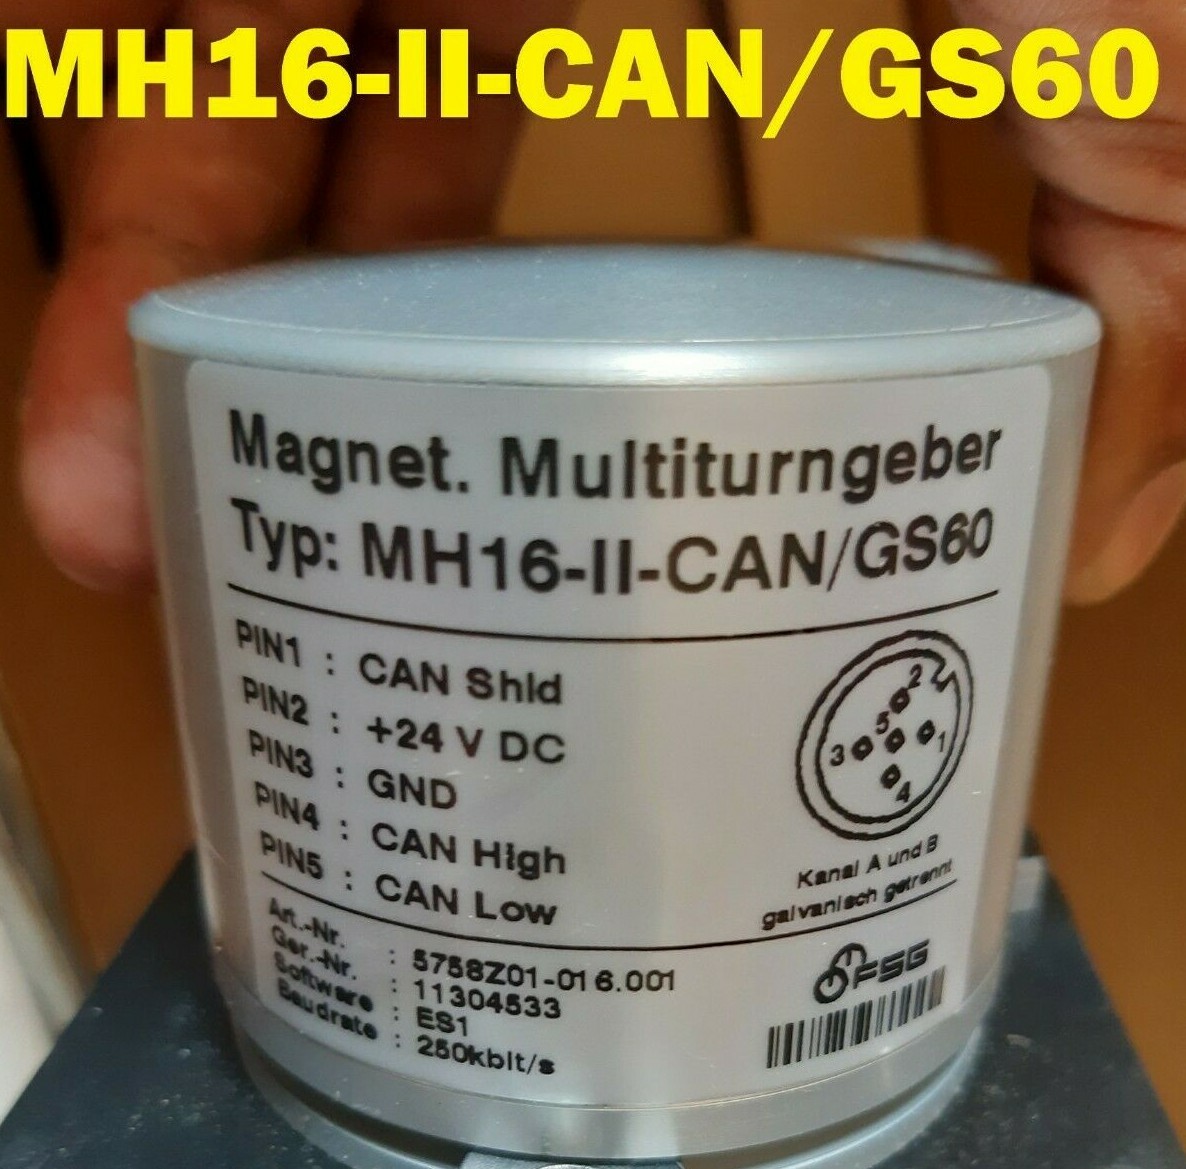 MH16-II-CAN/GS60
Magnet. Multiturngeber
Typ: MH16-II-CAN/GS60
PIN1 : CAN Shld
PIN2 : +24 V DC
PIN3 : GND
PIN4 : CAN High
PIN5 : CAN Low
2
5
3 1
4
Kanal A und B
galvanisch getrennt
Art.-Nr. : 5758Z01-016.001
Ger.-Nr. : 11304533
Software : ES1
Baudrate : 250kbit/s
FSG